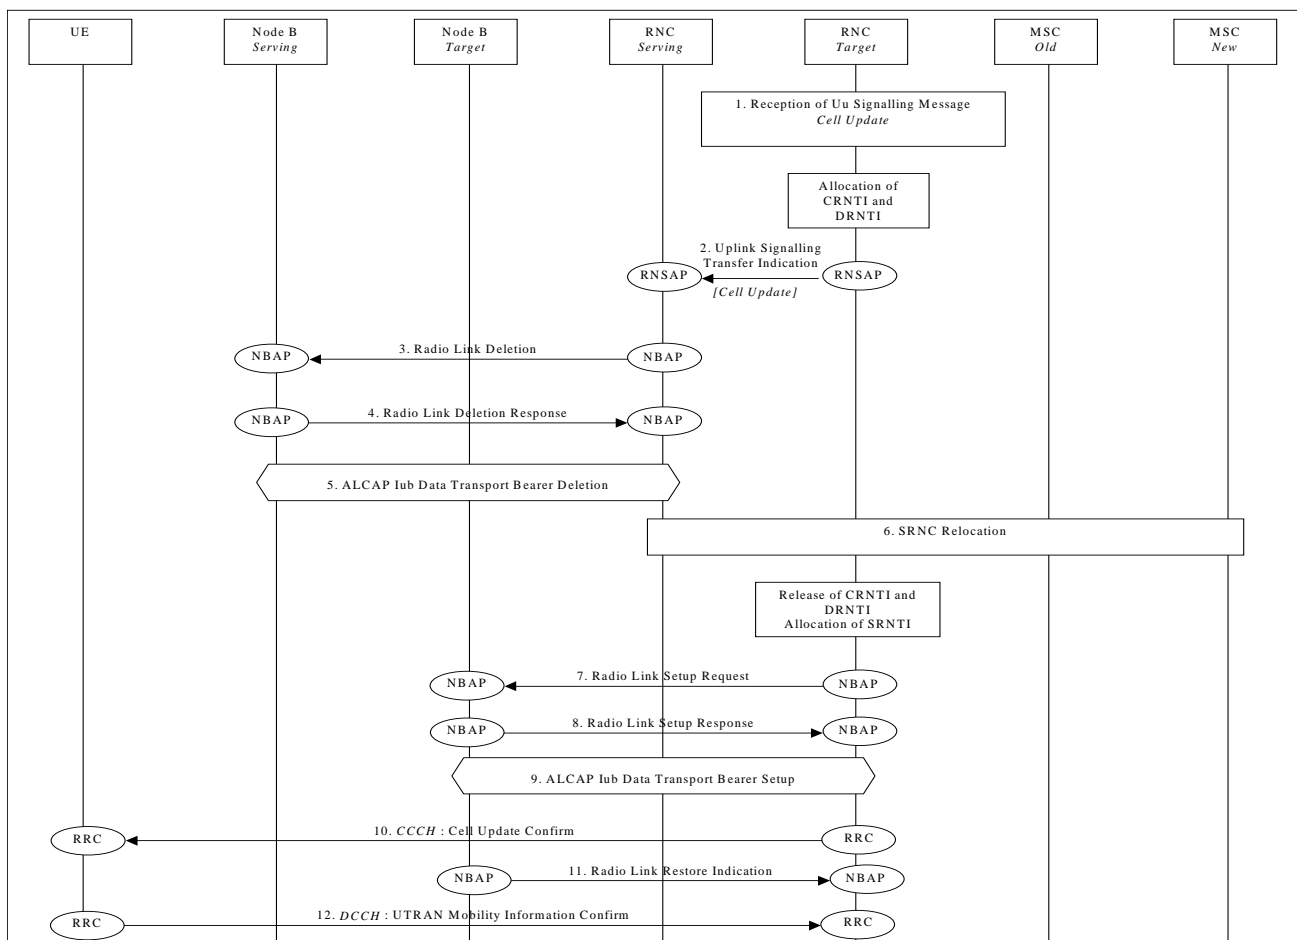 UE
Node B
Serving
Node B
Target
RNC
Serving
RNC
Target
MSC
Old
MSC
New
1. Reception of Uu Signalling Message
Cell Update
Allocation of
CRNTI and
DRNTI
2. Uplink Signalling
Transfer Indication
RNSAP
RNSAP
[Cell Update]
NBAP
3. Radio Link Deletion
NBAP
NBAP
4. Radio Link Deletion Response
NBAP
5. ALCAP Iub Data Transport Bearer Deletion
6. SRNC Relocation
Release of CRNTI and
DRNTI
Allocation of SRNTI
NBAP
7. Radio Link Setup Request
NBAP
NBAP
8. Radio Link Setup Response
NBAP
9. ALCAP Iub Data Transport Bearer Setup
RRC
10. CCCH : Cell Update Confirm
RRC
NBAP
11. Radio Link Restore Indication
NBAP
RRC
12. DCCH : UTRAN Mobility Information Confirm
RRC